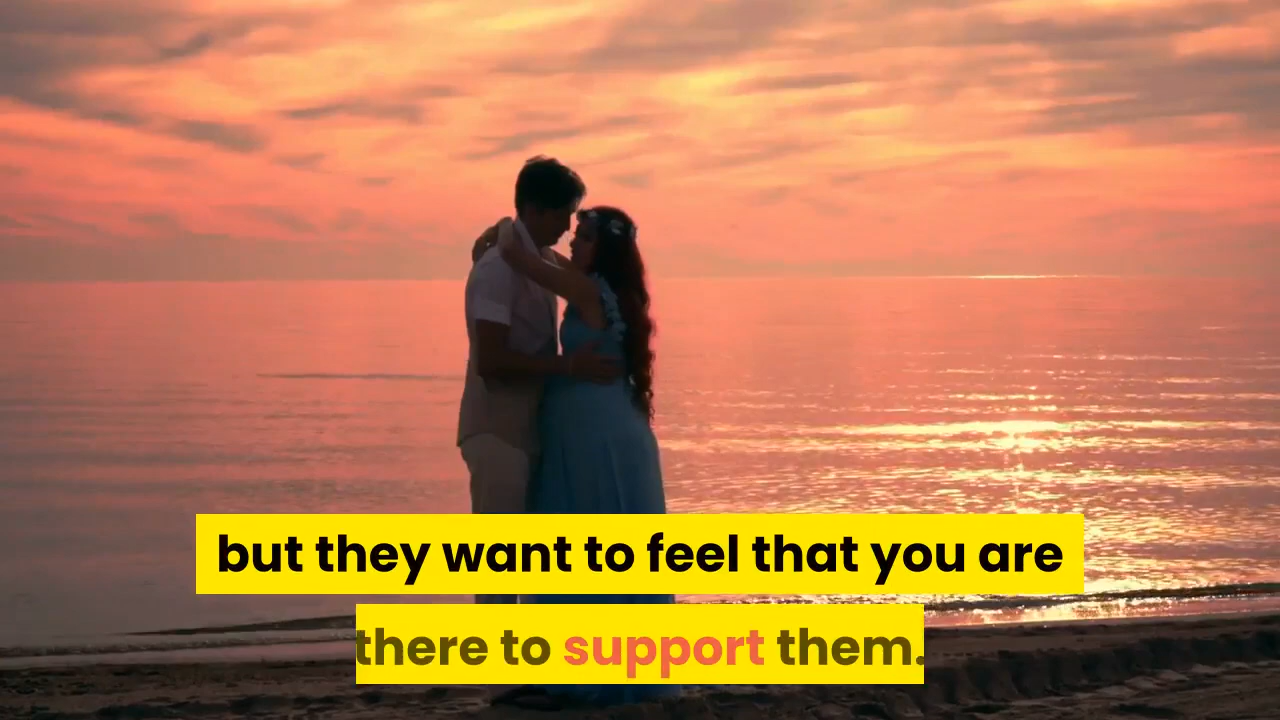 but they want to feel that you are
there to support them.